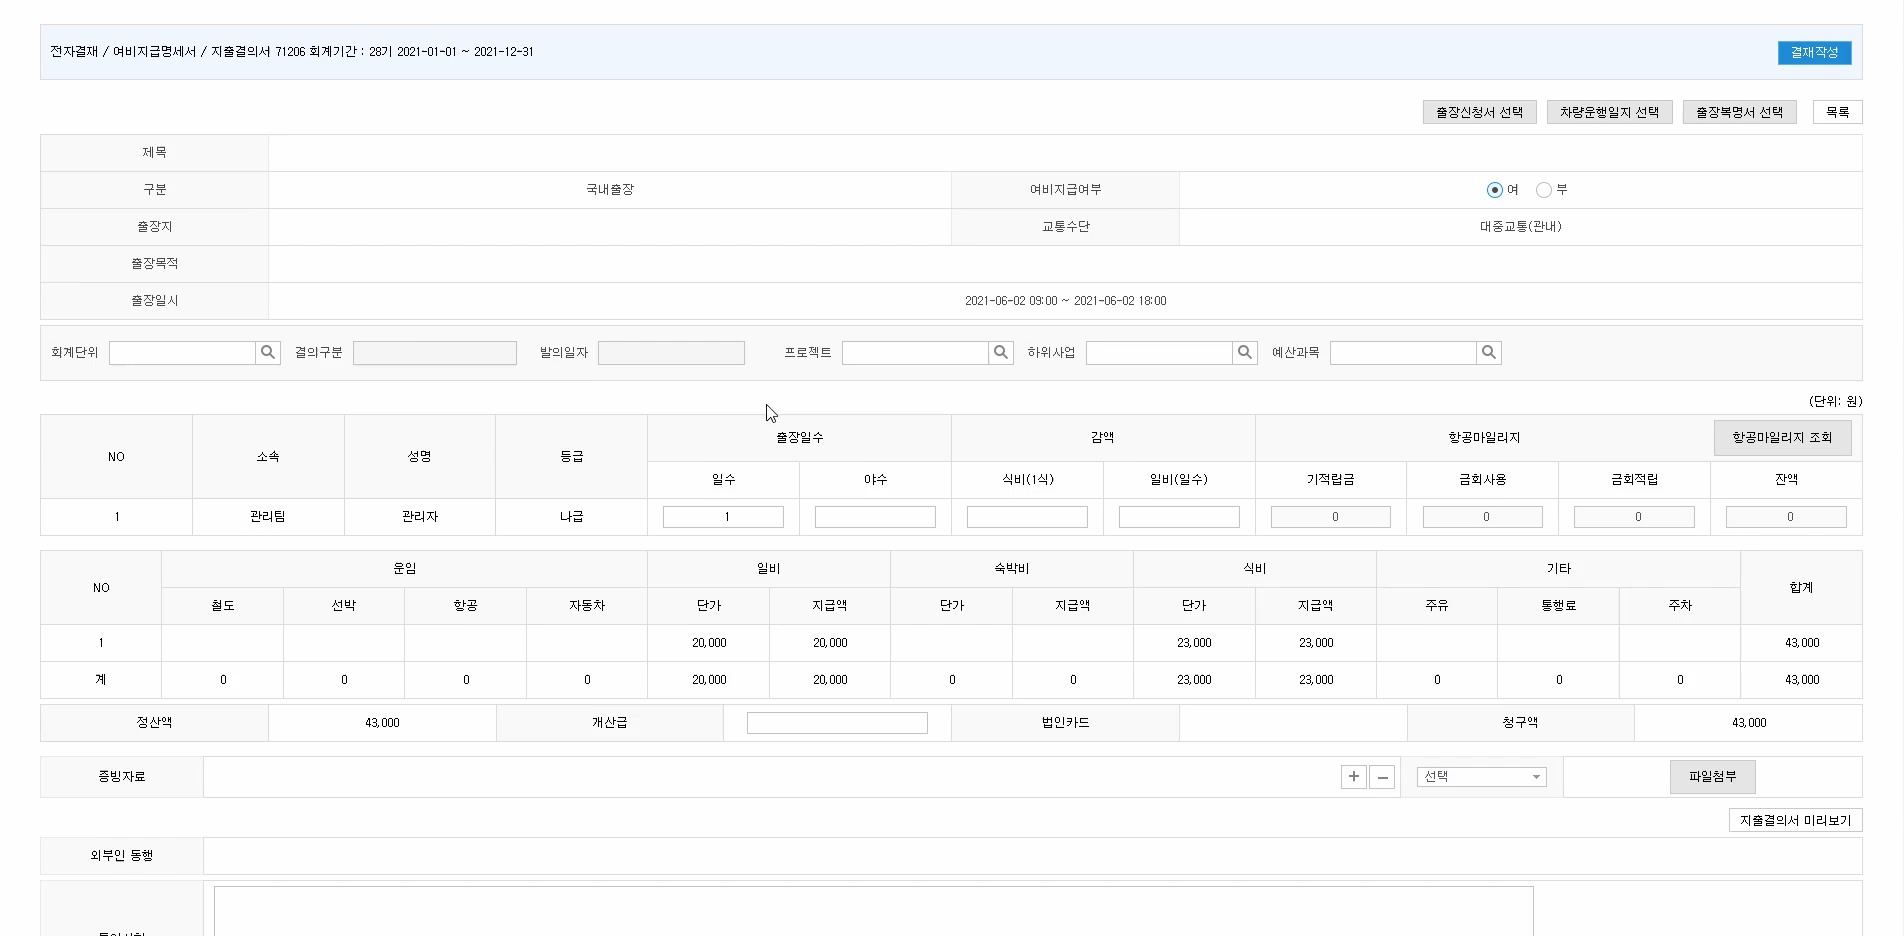 전자결재 / 여비지급명세서 / 지출결의서 71206 회계기간 : 28기 2021-01-01 ~ 2021-12-31
결재작성
출장신청서 선택 차량운행일지 선택 출장복명서 선택 목록
제목
구분 국내출장 여비지급여부 여 부
출장지 교통수단 대중교통(관내)
출장목적
출장일시 2021-06-02 09:00 ~ 2021-06-02 18:00
회계단위 결의구분 발의일자 프로젝트 하위사업 예산과목
(단위: 원)
NO 소속 성명 등급 출장일수 감액 항공마일리지 항공마일리지 조회
일수 야수 식비(1식) 일비(일수) 기적립금 금회사용 금회적립 잔액
1 관리팀 관리자 나급 1 0 0 0 0
NO 운임 일비 숙박비 식비 기타 합계
철도 선박 항공 자동차 단가 지급액 단가 지급액 단가 지급액 주유 통행료 주차
1 20,000 20,000 23,000 23,000 43,000
계 0 0 0 0 20,000 20,000 0 0 23,000 23,000 0 0 0 43,000
정산액 43,000 개산급 법인카드 청구액 43,000
증빙자료 + - 선택 파일첨부
지출결의서 미리보기
외부인 동행